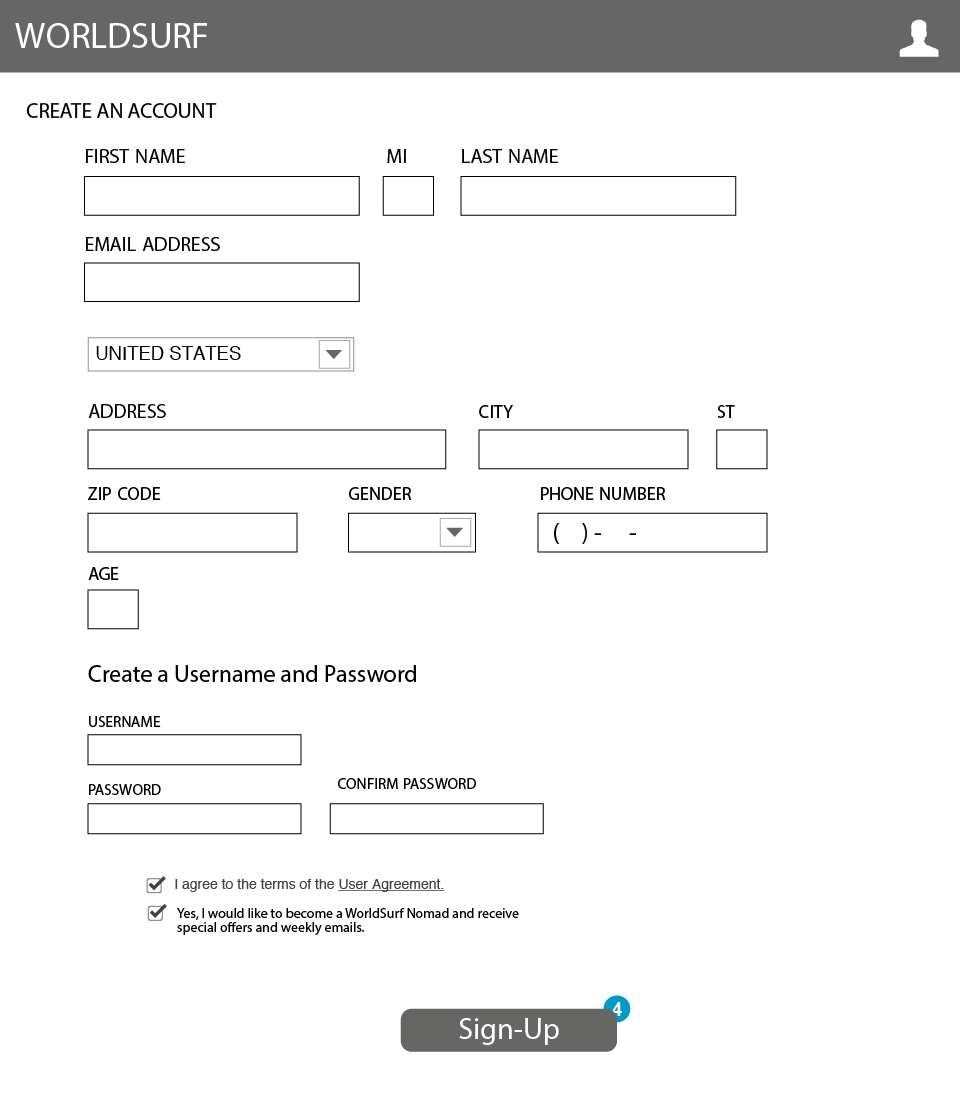 WORLDSURF
CREATE AN ACCOUNT
FIRST NAME MI LAST NAME
EMAIL ADDRESS
UNITED STATES
ADDRESS CITY ST
ZIP CODE GENDER PHONE NUMBER
( ) - -
AGE
Create a Username and Password
USERNAME
PASSWORD CONFIRM PASSWORD
I agree to the terms of the User Agreement.
Yes, I would like to become a WorldSurf Nomad and receive
special offers and weekly emails.
4
Sign-Up